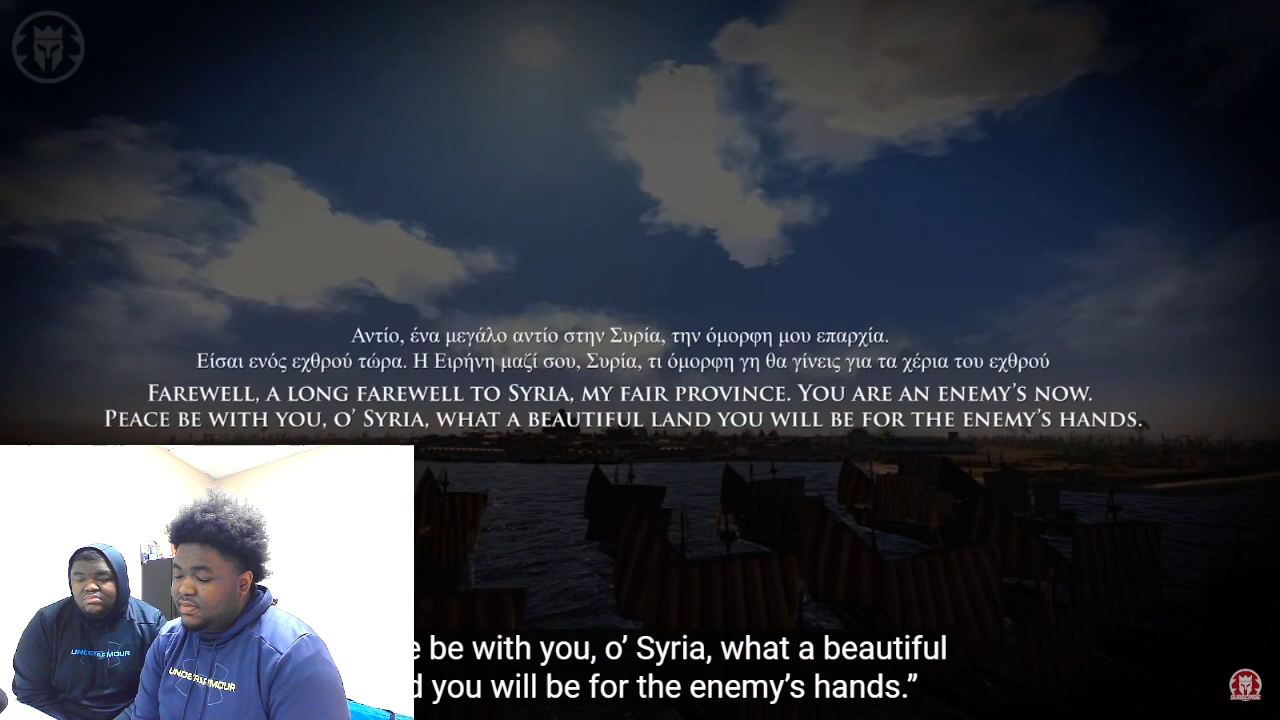 Αντίο, ένα μεγάλο αντίο στην Συρία, την όμορφη μου επαρχία.
Είσαι ενός εχθρού τώρα. Η Ειρήνη μαζί σου, Συρία, τι όμορφη γη θα γίνεις για τα χέρια του εχθρού
FAREWELL, A LONG FAREWELL TO SYRIA, MY FAIR PROVINCE. YOU ARE AN ENEMY'S NOW.
PEACE BE WITH YOU, O' SYRIA, WHAT A BEAUTIFUL LAND YOU WILL BE FOR THE ENEMY'S HANDS.
UNDER ARMOUR
UNDER ARMOUR
be with you, o’ Syria, what a beautiful
you will be for the enemy’s hands.”
SUBSCRIBE